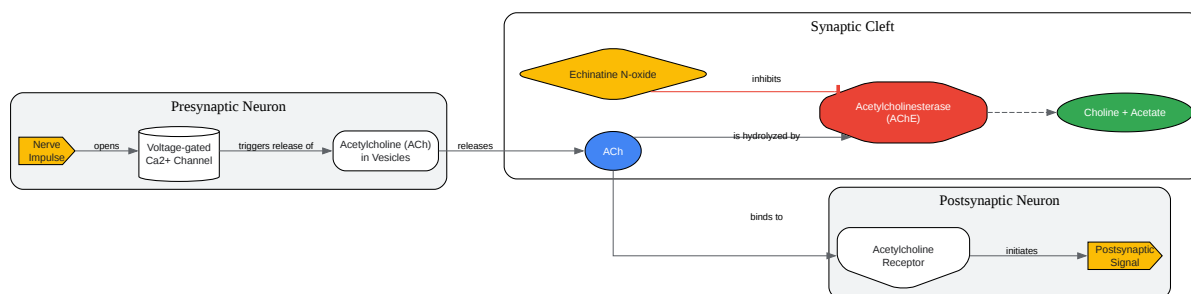 Synaptic Cleft
Echinatine N-oxide
inhibits
Acetylcholinesterase
(AChE)
Choline + Acetate
Presynaptic Neuron
Nerve
Impulse
opens
Voltage-gated
Ca2+ Channel
triggers release of
Acetylcholine (ACh)
in Vesicles
releases
ACh
is hydrolyzed by
binds to
Postsynaptic Neuron
Acetylcholine
Receptor
initiates
Postsynaptic
Signal